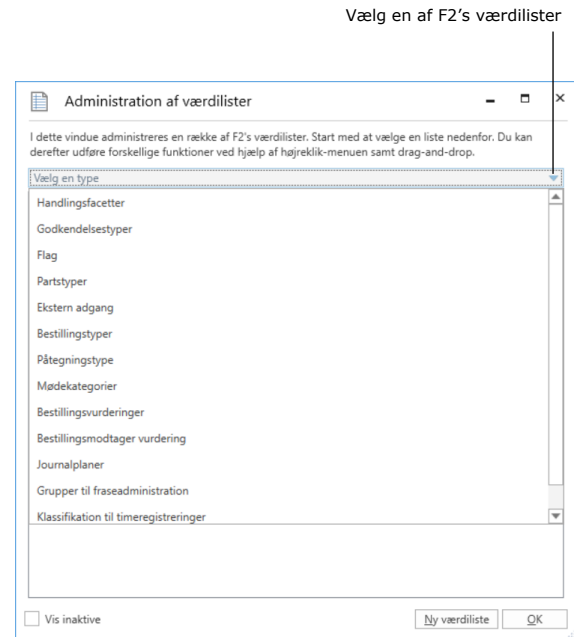 Vælg en af F2's værdilister
Administration af værdilister
I dette vindue administreres en række af F2's værdilister. Start med at vælge en liste nedenfor. Du kan
derefter udføre forskellige funktioner ved hjælp af højreklik-menuen samt drag-and-drop.
Vælg en type
Handlingsfacetter
Godkendelsestyper
Flag
Partstyper
Ekstern adgang
Bestillingstyper
Påtegningstype
Mødekategorier
Bestillingsvurderinger
Bestillingsmodtager vurdering
Journalplaner
Grupper til fraseadministration
Klassifikation til timeregistreringer
Vis inaktive
Ny værdiliste
OK